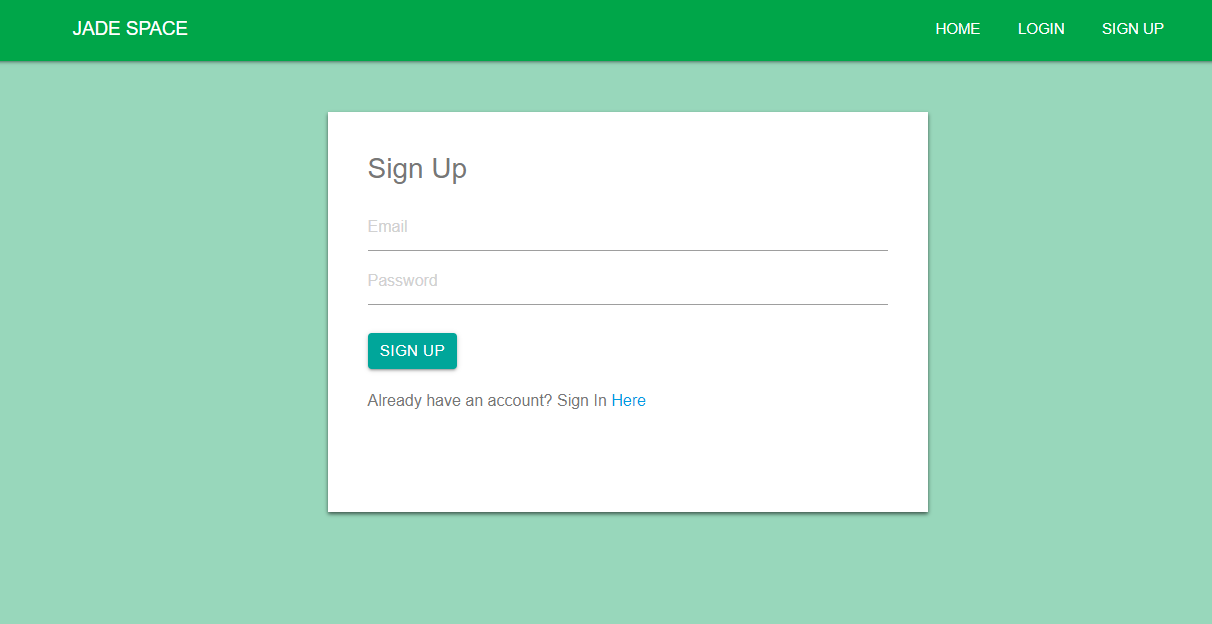 JADE SPACE HOME LOGIN SIGN UP
Sign Up
Email
Password
SIGN UP
Already have an account? Sign In Here